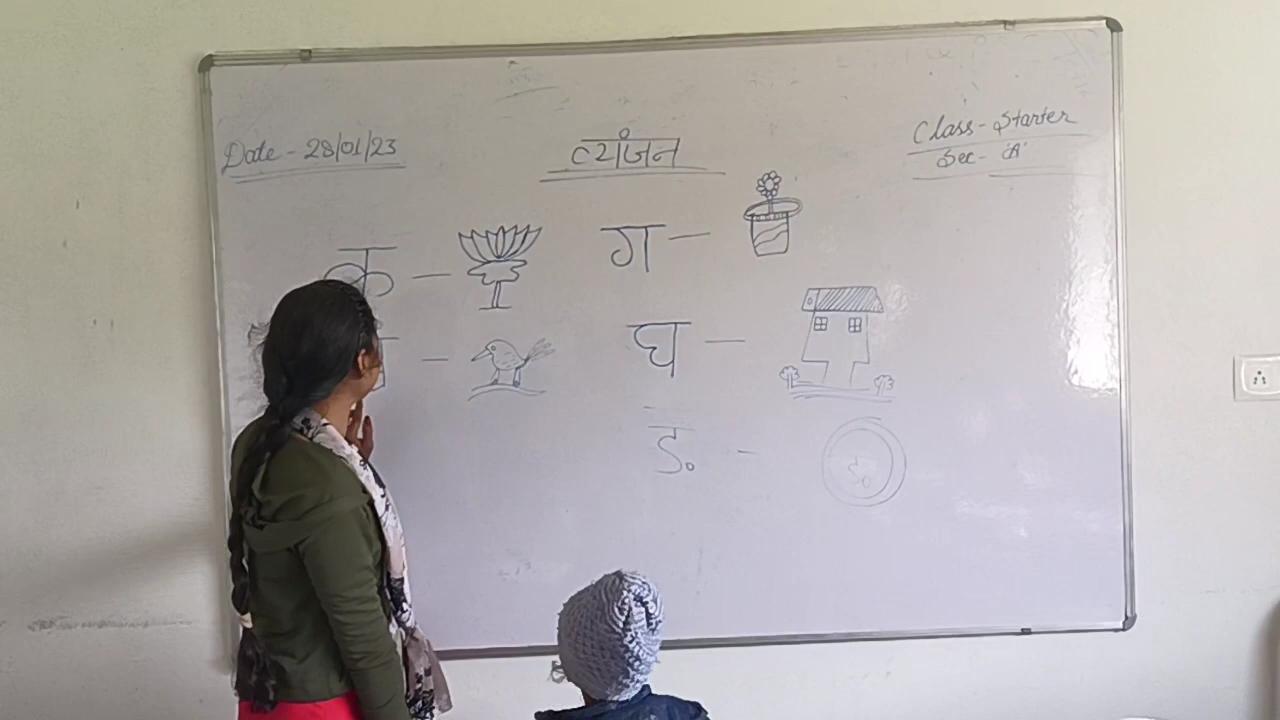 Date - 28/01/23
व्यंजन
Class - Starter
Sec - 'A'
क -
ग -
-
घ -
ङ -
ङ